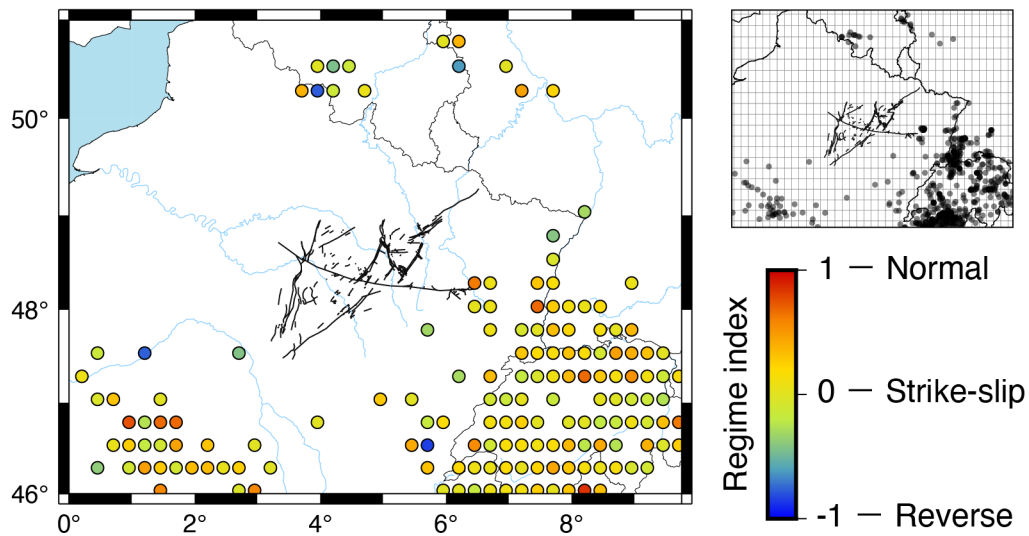 50°
48°
46°
0°
2°
4°
6°
8°
Regime index
1 — Normal
0 — Strike-slip
-1 — Reverse